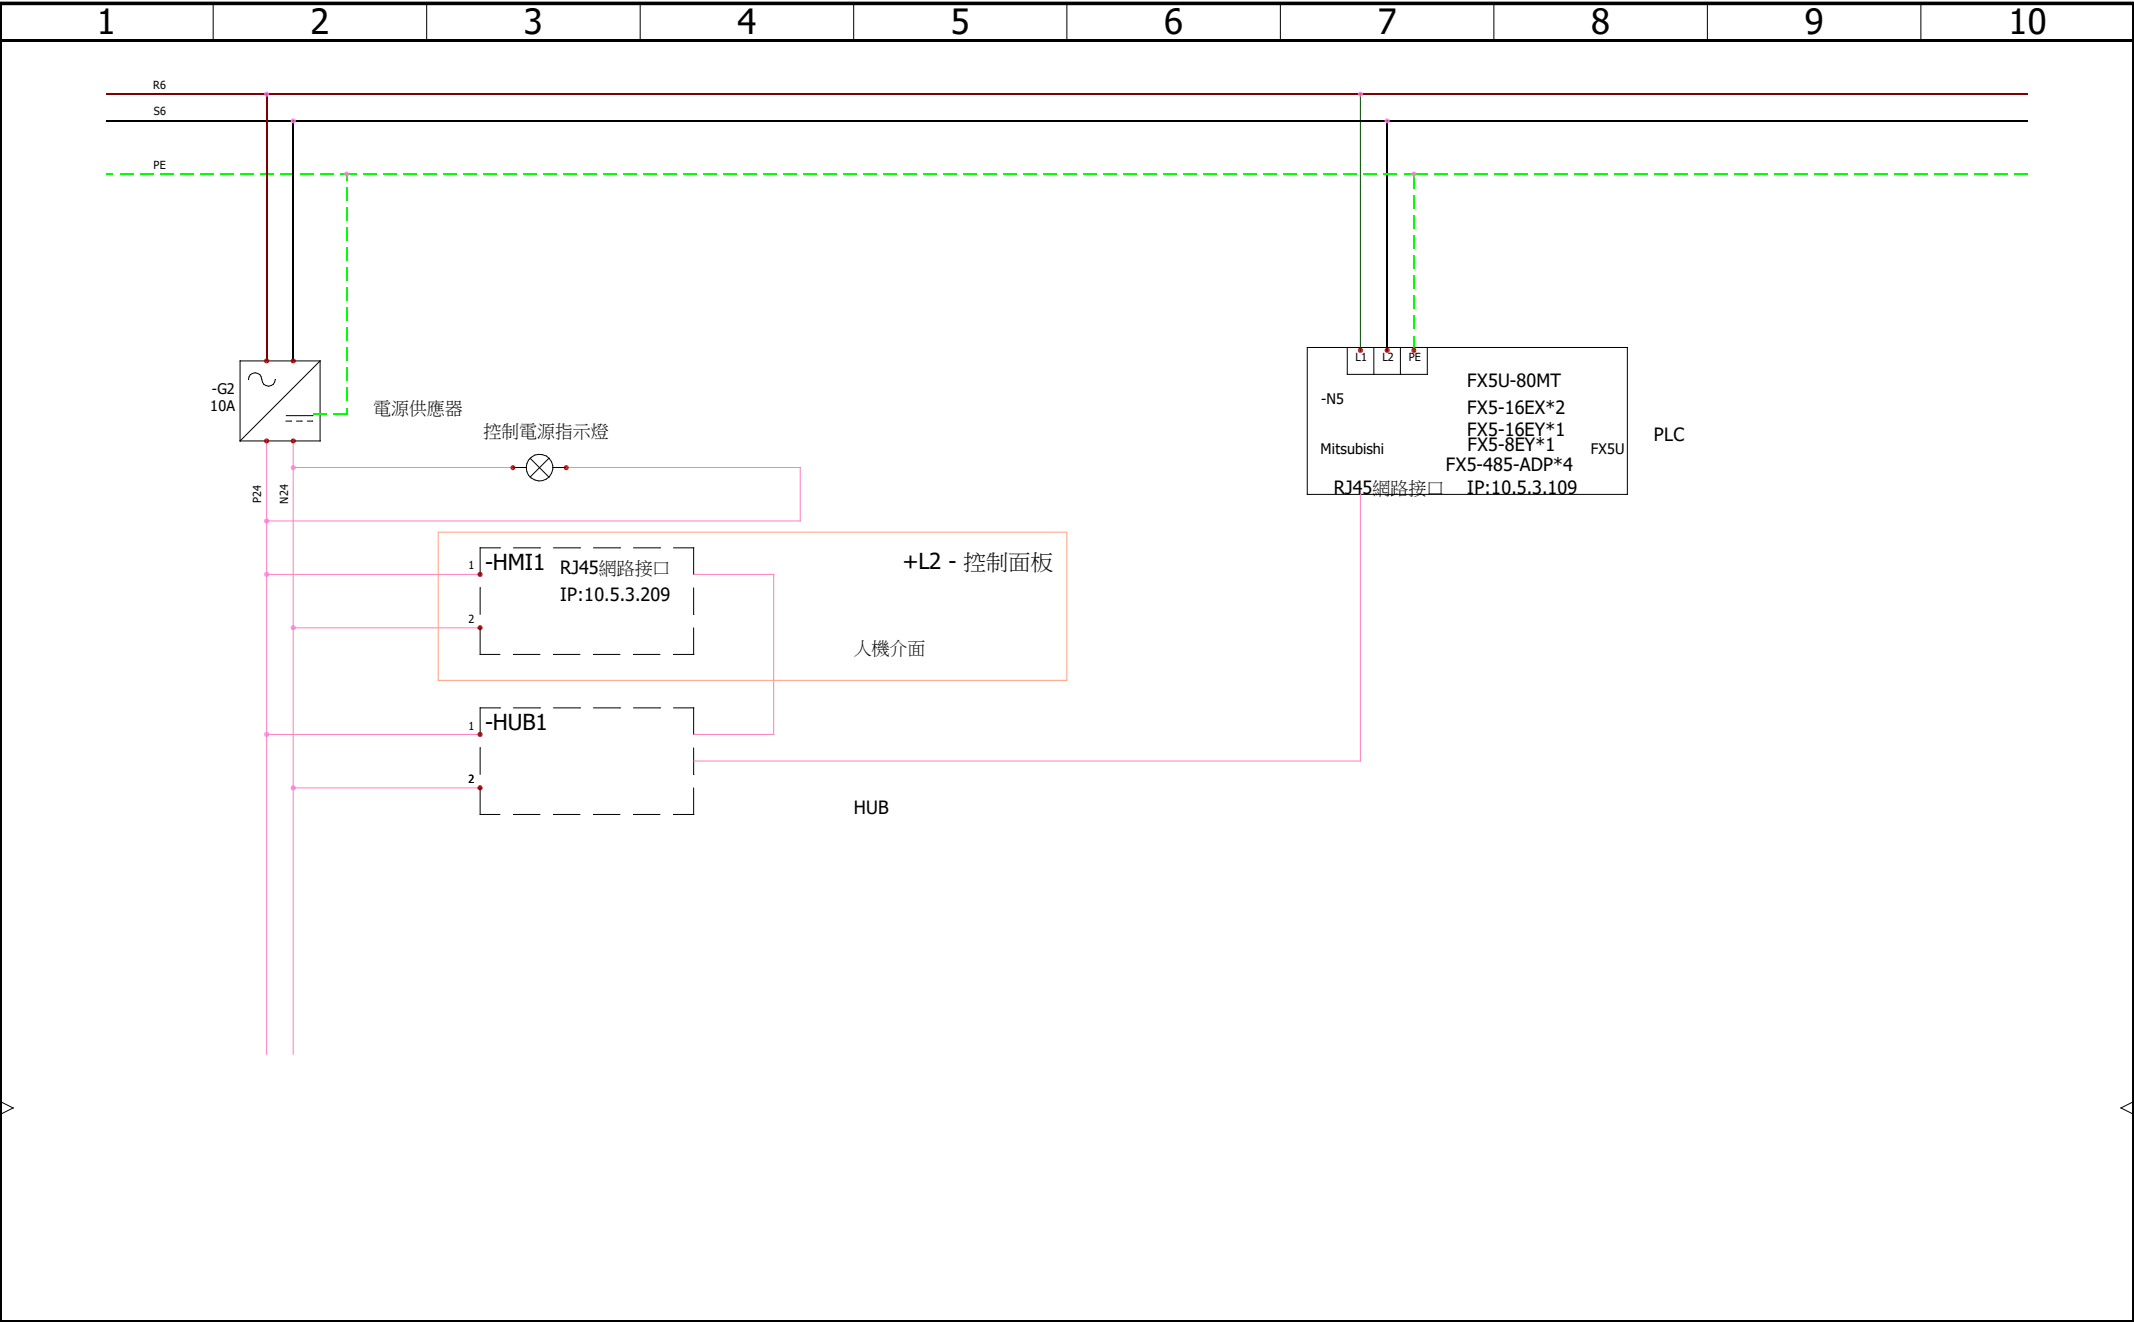 1 2 3 4 5 6 7 8 9 10
R6
S6
PE
L1 L2 PE
-G2
10A
電源供應器
控制電源指示燈
P24
N24
-N5
Mitsubishi
FX5U-80MT
FX5-16EX*2
FX5-16EY*1
FX5-8EY*1
FX5U
FX5-485-ADP*4
RJ45網路接口 IP:10.5.3.109
PLC
1
-HMI1
RJ45網路接口
IP:10.5.3.209
2
+L2 - 控制面板
人機介面
1
-HUB1
2
HUB